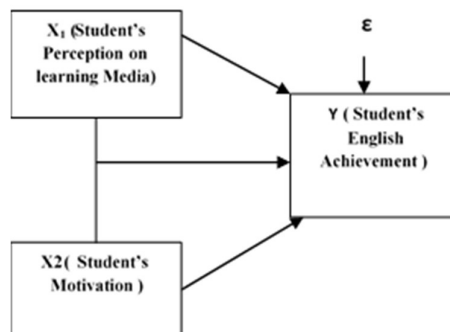 X₁ (Student's
Perception on
learning Media)
ε
Y ( Student's
English
Achievement )
X2( Student's
Motivation )